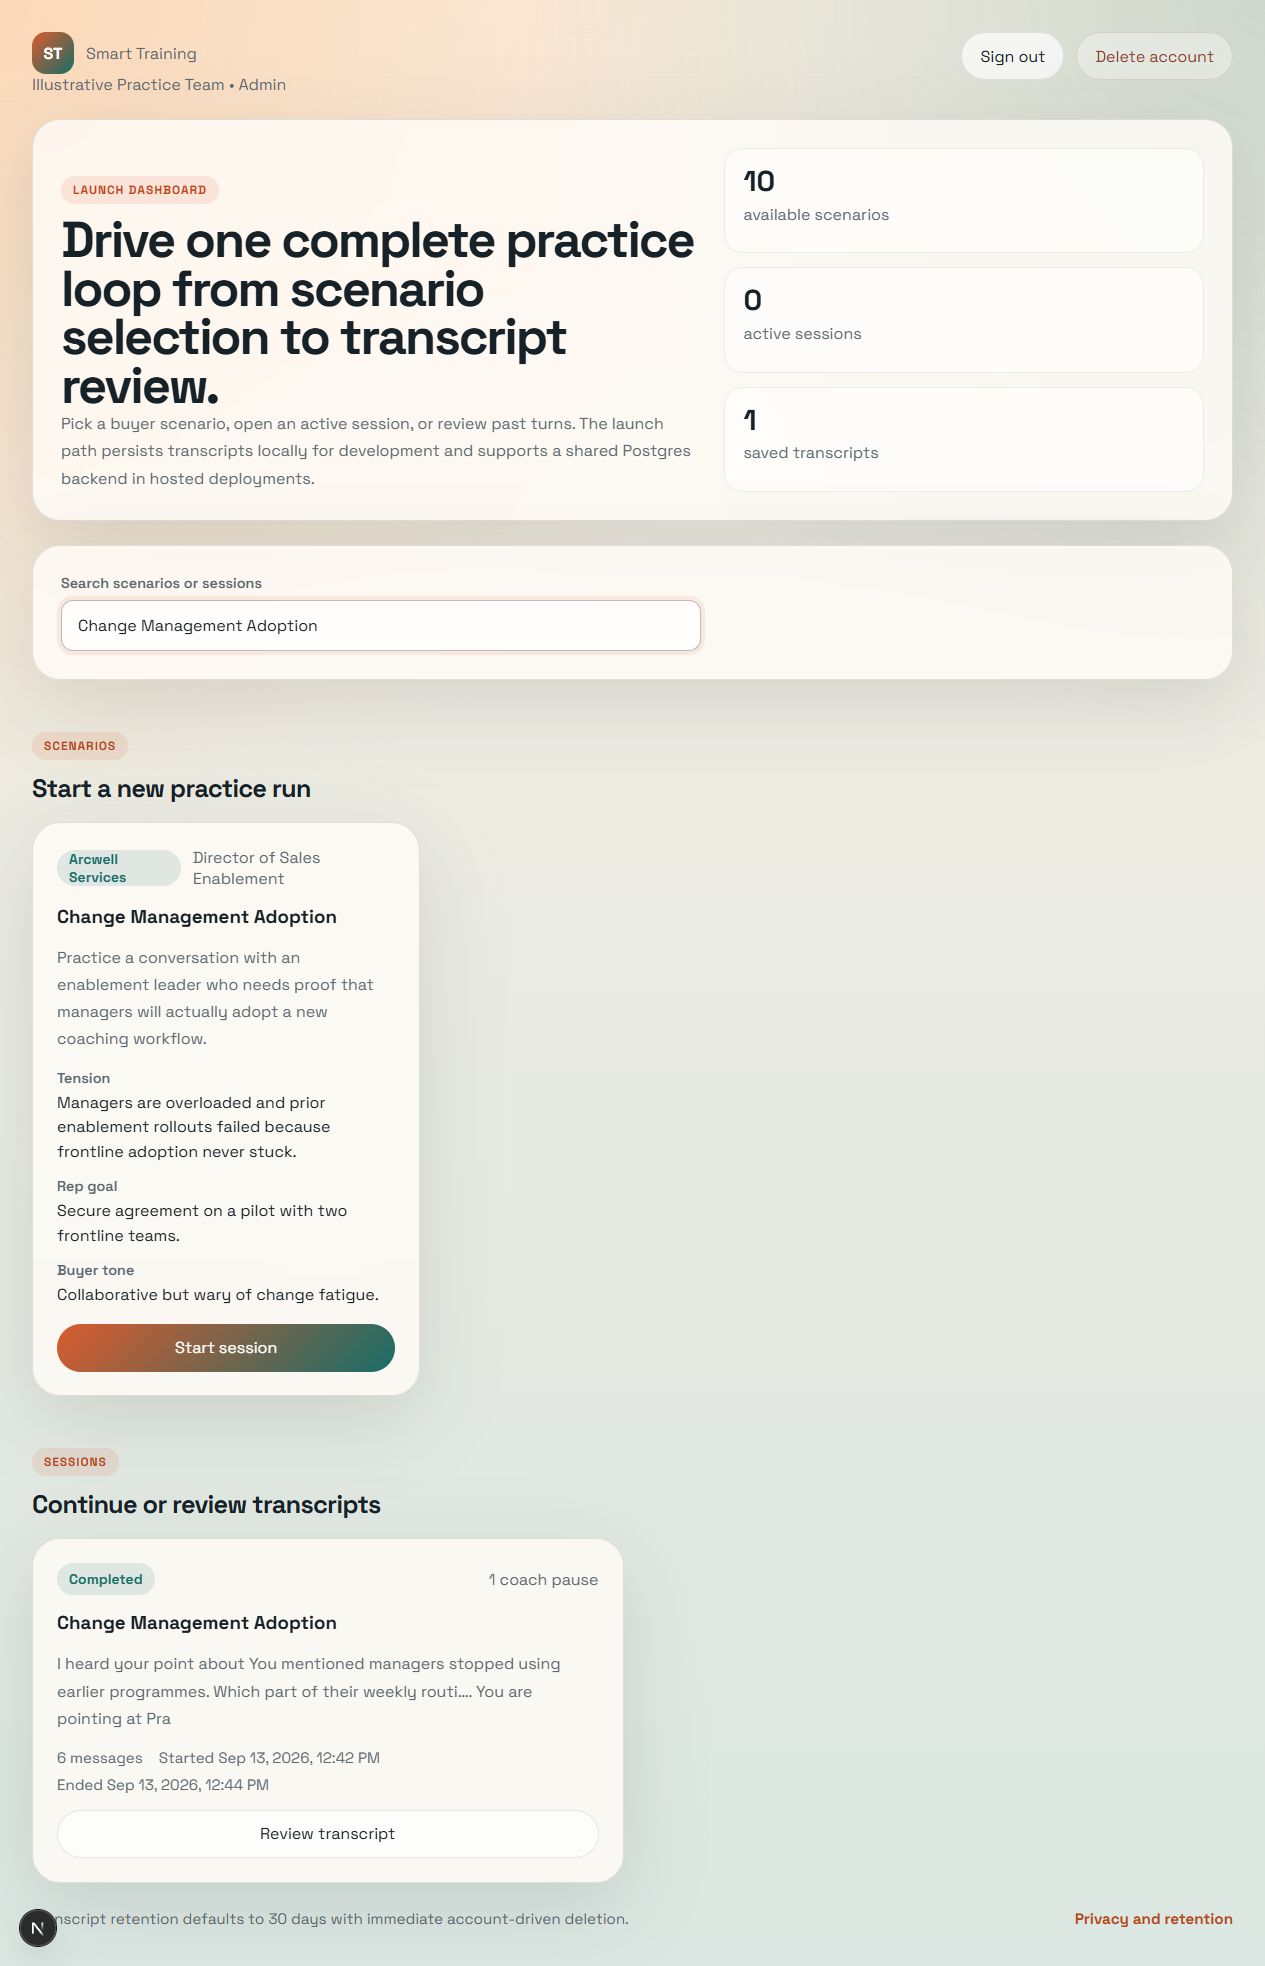 ST Smart Training
Sign out Delete account
Illustrative Practice Team • Admin
LAUNCH DASHBOARD
Drive one complete practice
loop from scenario
selection to transcript
review.
Pick a buyer scenario, open an active session, or review past turns. The launch
path persists transcripts locally for development and supports a shared Postgres
backend in hosted deployments.
10
available scenarios
0
active sessions
1
saved transcripts
Search scenarios or sessions
Change Management Adoption
SCENARIOS
Start a new practice run
Arcwell
Services
Director of Sales
Enablement
Change Management Adoption
Practice a conversation with an
enablement leader who needs proof that
managers will actually adopt a new
coaching workflow.
Tension
Managers are overloaded and prior
enablement rollouts failed because
frontline adoption never stuck.
Rep goal
Secure agreement on a pilot with two
frontline teams.
Buyer tone
Collaborative but wary of change fatigue.
Start session
SESSIONS
Continue or review transcripts
Completed 1 coach pause
Change Management Adoption
I heard your point about You mentioned managers stopped using
earlier programmes. Which part of their weekly routi.... You are
pointing at Pra
6 messages Started Sep 13, 2026, 12:42 PM
Ended Sep 13, 2026, 12:44 PM
Review transcript
N
nscript retention defaults to 30 days with immediate account-driven deletion. Privacy and retention